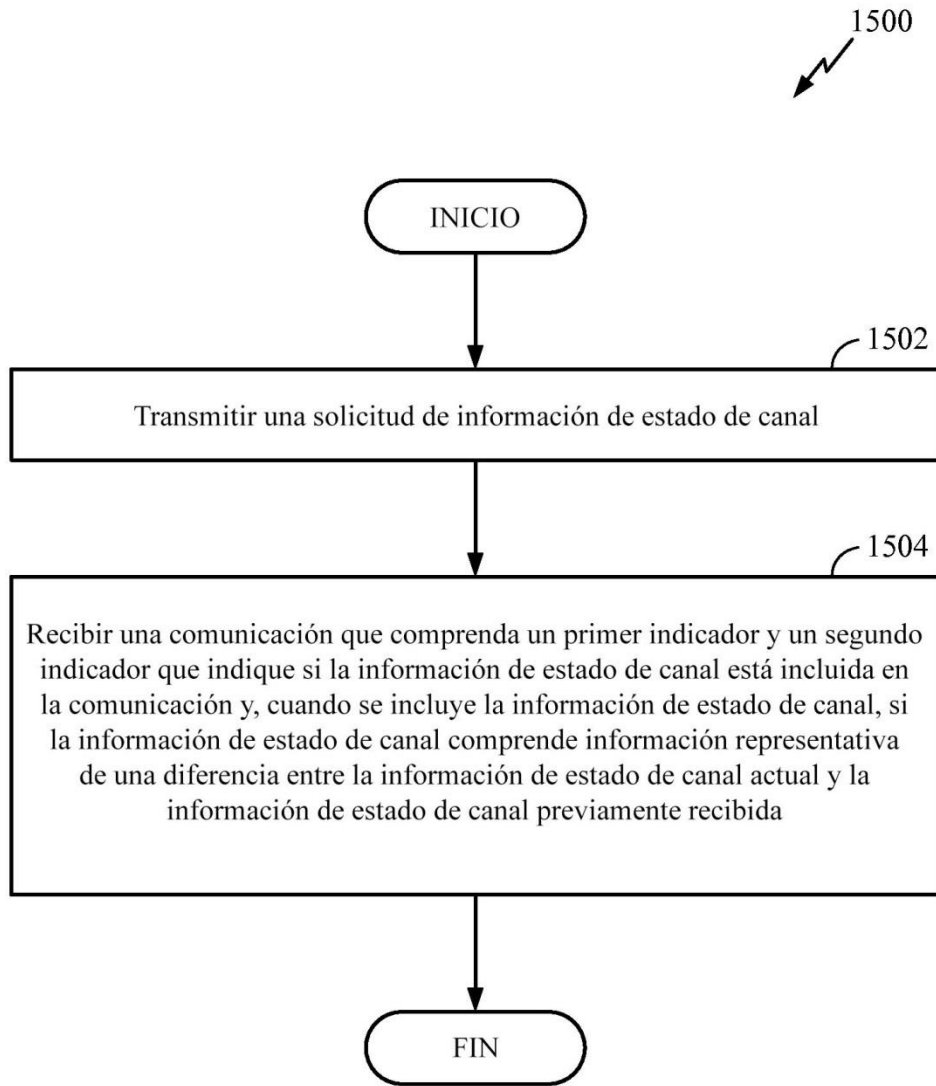 1500
INICIO
1502
Transmitir una solicitud de información de estado de canal
1504
Recibir una comunicación que comprenda un primer indicador y un segundo
indicador que indique si la información de estado de canal está incluida en
la comunicación y, cuando se incluye la información de estado de canal, si
la información de estado de canal comprende información representativa
de una diferencia entre la información de estado de canal actual y la
información de estado de canal previamente recibida
FIN